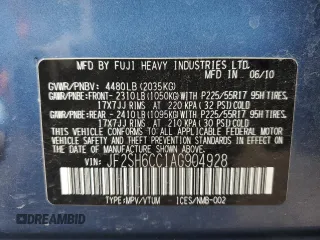 MFD BY FUJI HEAVY INDUSTRIES LTD.
MFD IN 06/10
GVWR/PNBV: 4480LB (2035KG)
GAWR/PNBE:FRONT- 2310LB (1050KG) WITH P225/55R17 95H TIRES,
17X7JJ RIMS AT 220 KPA (32 PSI) COLD
GAWR/PNBE:REAR - 2410LB (1095KG) WITH P225/55R17 95H TIRES,
17X7JJ RIMS AT 210 KPA (30 PSI) COLD
THIS VEHICLE CONFORMS TO ALL APPLICABLE FEDERAL MOTOR
VEHICLE SAFETY STANDARDS IN EFFECT ON THE DATE OF
MANUFACTURE SHOWN ABOVE.
JF2SH6CC1AG904928
TYPE:MPV/VTUM ICES/NMB-002
DREAMBID